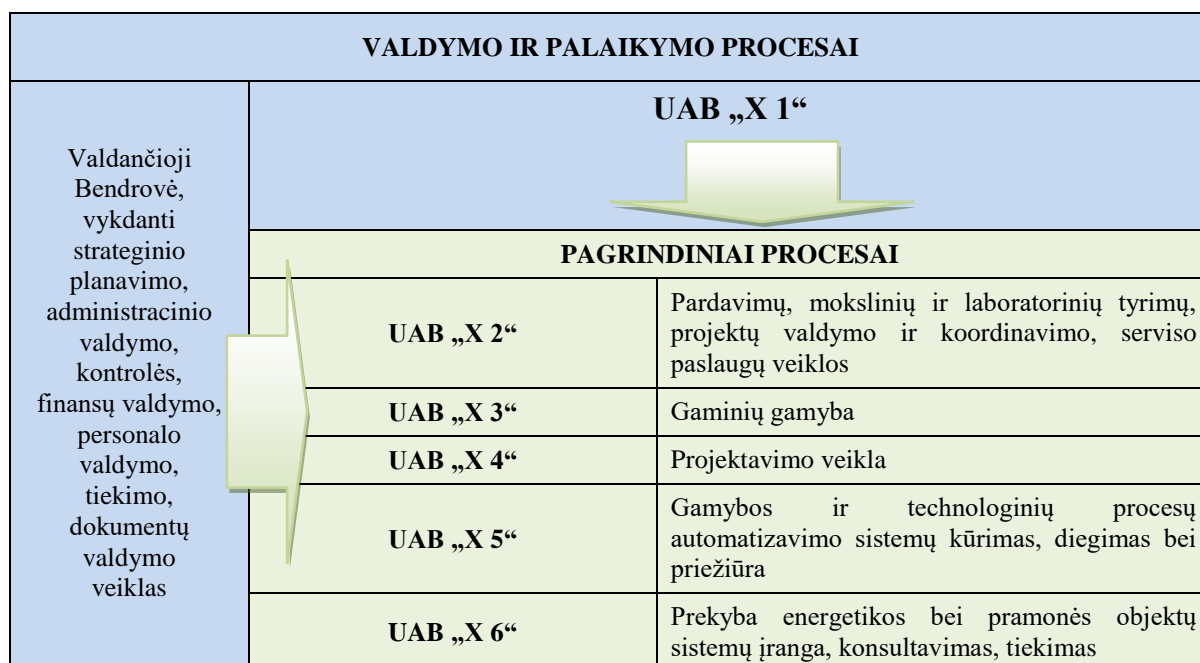 VALDYMO IR PALAIKYMO PROCESAI
UAB „X 1“
Valdančioji
Bendrovė,
vykdanti
strateginio
planavimo,
administracinio
valdymo,
kontrolės,
finansų valdymo,
personalo
valdymo,
tiekimo,
dokumentų
valdymo
veiklas
PAGRINDINIAI PROCESAI
UAB „X 2“
Pardavimų, mokslinių ir laboratorinių tyrimų,
projektų valdymo ir koordinavimo, serviso
paslaugų veiklos
UAB „X 3“
Gaminių gamyba
UAB „X 4“
Projektavimo veikla
UAB „X 5“
Gamybos ir technologinių procesų
automatizavimo sistemų kūrimas, diegimas bei
priežiūra
UAB „X 6“
Prekyba energetikos bei pramonės objektų
sistemų įranga, konsultavimas, tiekimas